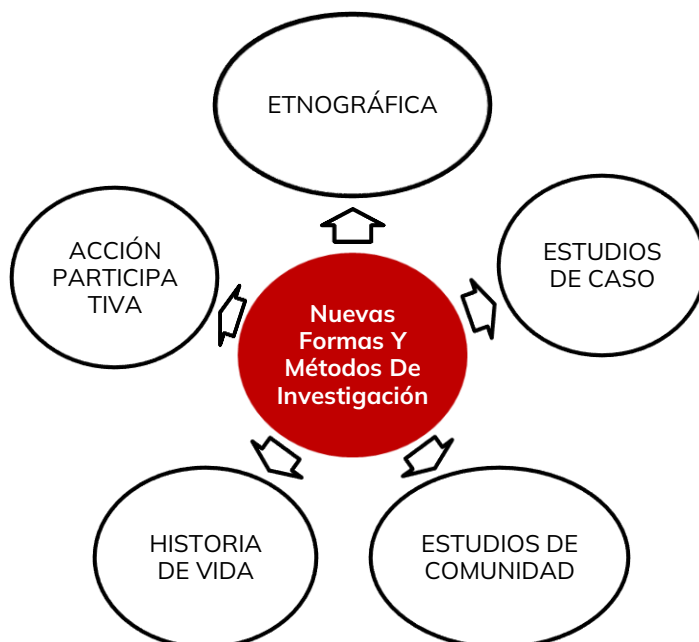 ETNOGRÁFICA
ACCIÓN
PARTICIPA
TIVA
ESTUDIOS
DE CASO
Nuevas
Formas Y
Métodos De
Investigación
HISTORIA
DE VIDA
ESTUDIOS DE
COMUNIDAD